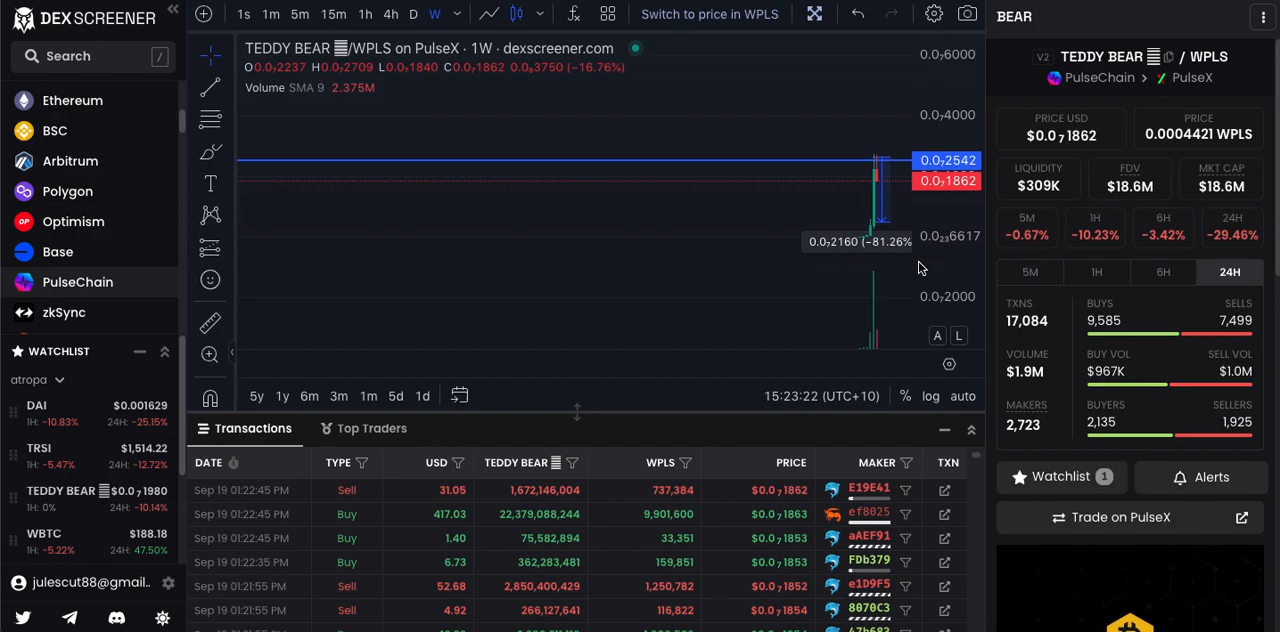 DEX SCREENER
Search /
Ethereum
BSC
Arbitrum
Polygon
Optimism
Base
PulseChain
zkSync
WATCHLIST
atropa
DAI $0.001629
1H: -10.83% 24H: -25.15%
TRSI $1,514.22
1H: -5.47% 24H: -12.72%
TEDDY BEAR ䷀ $0.0₇1980
1H: 0% 24H: -10.14%
WBTC $188.18
1H: -5.22% 24H: 47.50%
julescut88@gmail..
1s 1m 5m 15m 1h 4h D W Switch to price in WPLS
TEDDY BEAR ䷀/WPLS on PulseX · 1W · dexscreener.com
O0.0₇2237 H0.0₇2709 L0.0₇1840 C0.0₇1862 0.0₈3750 (−16.76%)
Volume SMA 9 2.375M
0.0₇6000
0.0₇4000
0.0₇2542
0.0₇1862
0.0₂₃6617
0.0₇2160 (−81.26%
0.0₇2000
A L
5y 1y 6m 3m 1m 5d 1d 15:23:22 (UTC+10) % log auto
Transactions Top Traders
DATE TYPE USD TEDDY BEAR ䷀ WPLS PRICE MAKER TXN
Sep 19 01:22:45 PM Sell 31.05 1,672,146,004 737,384 $0.0₇1862 E19E41
Sep 19 01:22:45 PM Buy 417.03 22,379,088,244 9,901,600 $0.0₇1863 ef8025
Sep 19 01:22:45 PM Buy 1.40 75,582,894 33,351 $0.0₇1853 aAEF91
Sep 19 01:22:35 PM Buy 6.73 362,283,481 159,851 $0.0₇1853 FDb379
Sep 19 01:21:55 PM Sell 52.68 2,850,400,429 1,250,782 $0.0₇1852 e1D9F5
Sep 19 01:21:55 PM Sell 4.92 266,127,641 116,822 $0.0₇1854 8070C3
BEAR
V2 TEDDY BEAR ䷀ / WPLS
PulseChain > PulseX
PRICE USD
$0.0₇1862
PRICE
0.0004421 WPLS
LIQUIDITY
$309K
FDV
$18.6M
MKT CAP
$18.6M
5M
-0.67%
1H
-10.23%
6H
-3.42%
24H
-29.46%
5M 1H 6H 24H
TXNS
17,084
BUYS SELLS
9,585 7,499
VOLUME
$1.9M
BUY VOL SELL VOL
$967K $1.0M
MAKERS
2,723
BUYERS SELLERS
2,135 1,925
Watchlist 1
Alerts
Trade on PulseX